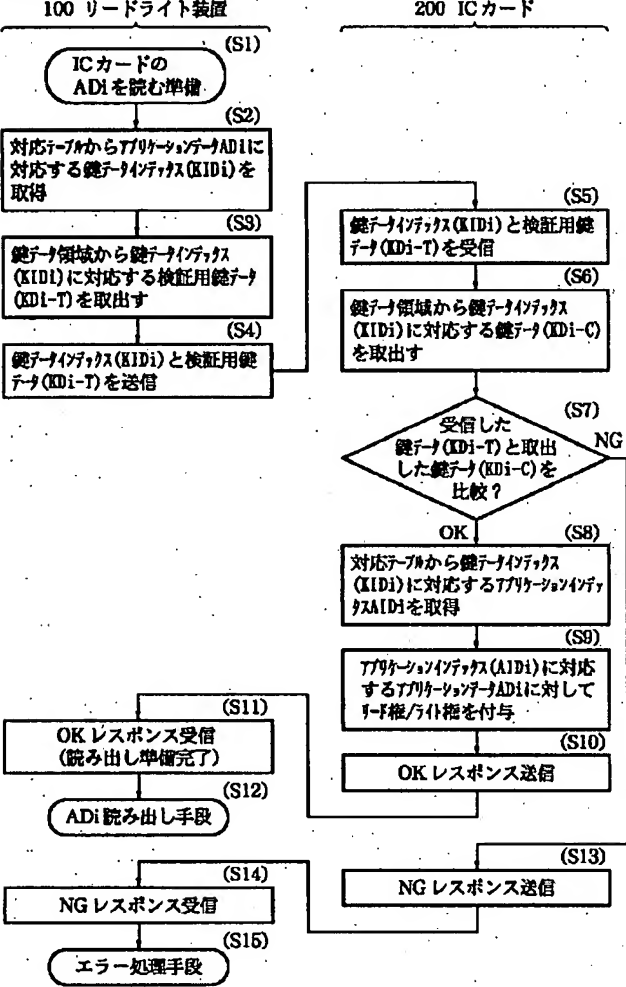 100 リードライト装置
200 ICカード
(S1)
ICカードの
ADiを読む準備
(S2)
対応テーブルからアプリケーションデータADiに
対応する鍵データインデックス(KIDi)を
取得
(S3)
鍵データ領域から鍵データインデックス
(KIDi)に対応する検証用鍵データ
(KDi-T)を取出す
(S4)
鍵データインデックス(KIDi)と検証用鍵
データ(KDi-T)を送信
(S5)
鍵データインデックス(KIDi)と検証用鍵
データ(KDi-T)を受信
(S6)
鍵データ領域から鍵データインデックス
(KIDi)に対応する鍵データ(KDi-C)
を取出す
(S7)
受信した
鍵データ(KDi-T)と取出
した鍵データ(KDi-C)を
比較?
NG
OK
(S8)
対応テーブルから鍵データインデックス
(KIDi)に対応するアプリケーションインデッ
クスAIDiを取得
(S9)
アプリケーションインデックス(AIDi)に対応
するアプリケーションデータADiに対して
リード権/ライト権を付与
(S10)
OKレスポンス送信
(S11)
OKレスポンス受信
(読み出し準備完了)
(S12)
ADi読み出し手段
(S13)
NGレスポンス送信
(S14)
NGレスポンス受信
(S15)
エラー処理手段